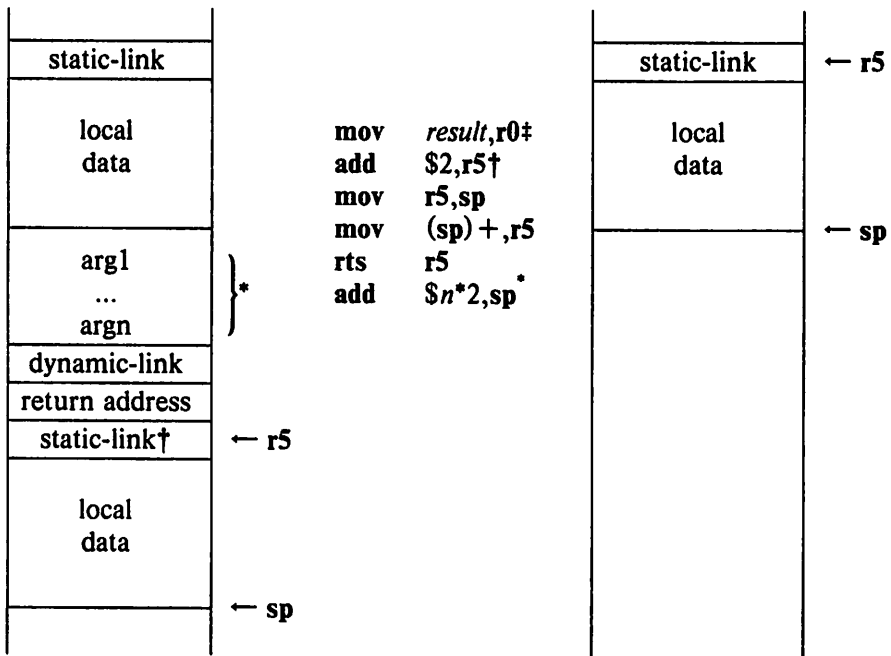 static-link
local
data
arg1
...
argn
*
dynamic-link
return address
static-link†
← r5
local
data
← sp
mov result,r0‡
add $2,r5†
mov r5,sp
mov (sp)+,r5
rts r5
add $n*2,sp*
static-link
← r5
local
data
← sp